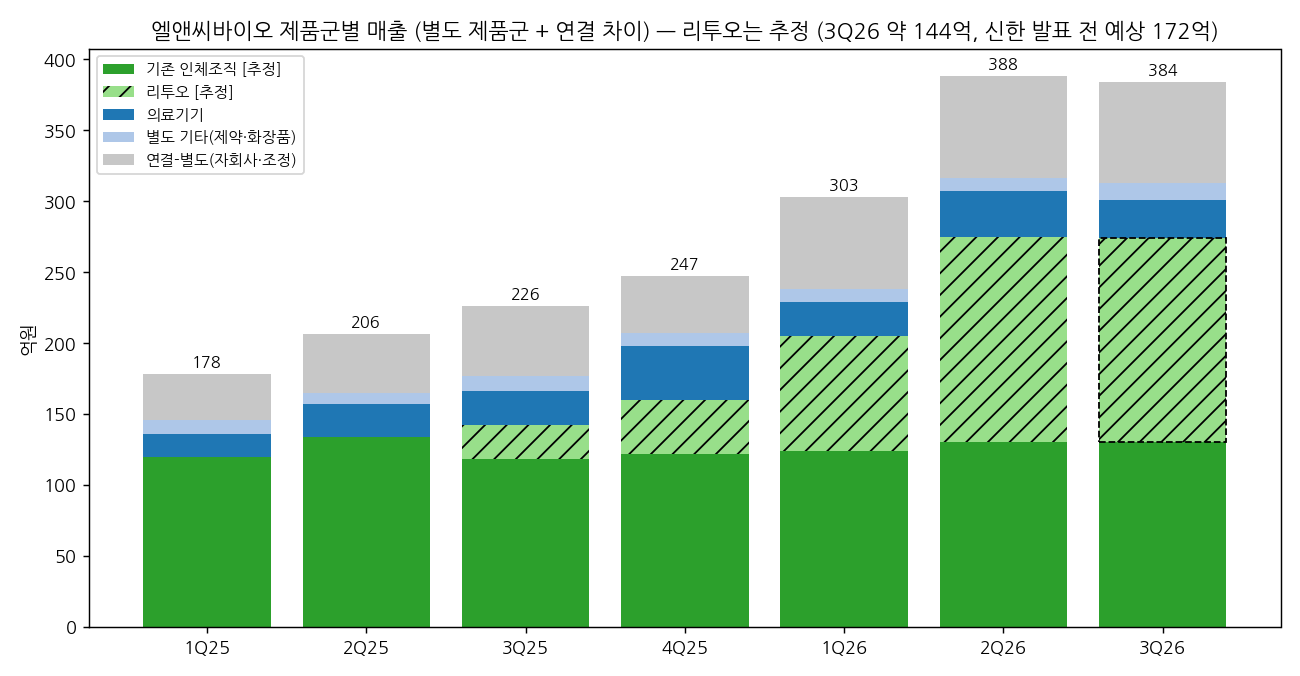 엘앤씨바이오 제품군별 매출 (별도 제품군 + 연결 차이) — 리투오는 추정 (3Q26 약 144억, 신한 발표 전 예상 172억)
기존 인체조직 [추정]
리투오 [추정]
의료기기
별도 기타(제약·화장품)
연결-별도(자회사·조정)
억원
400
350
300
250
200
150
100
50
0
178
206
226
247
303
388
384
1Q25
2Q25
3Q25
4Q25
1Q26
2Q26
3Q26